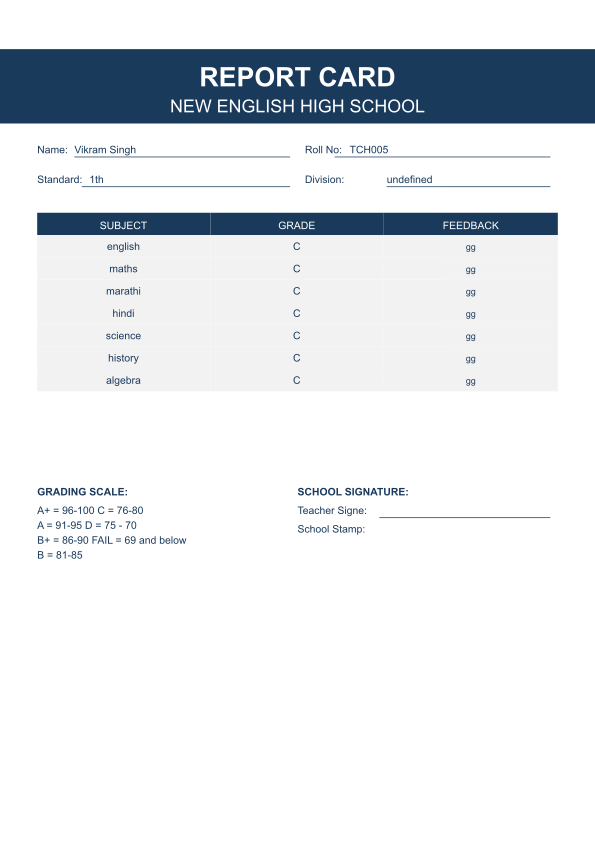 REPORT CARD
NEW ENGLISH HIGH SCHOOL
Name: Vikram Singh Roll No: TCH005
Standard: 1th Division: undefined
SUBJECT GRADE FEEDBACK
english C gg
maths C gg
marathi C gg
hindi C gg
science C gg
history C gg
algebra C gg
GRADING SCALE: SCHOOL SIGNATURE:
A+ = 96-100 C = 76-80 Teacher Signe:
A = 91-95 D = 75 - 70 School Stamp:
B+ = 86-90 FAIL = 69 and below
B = 81-85